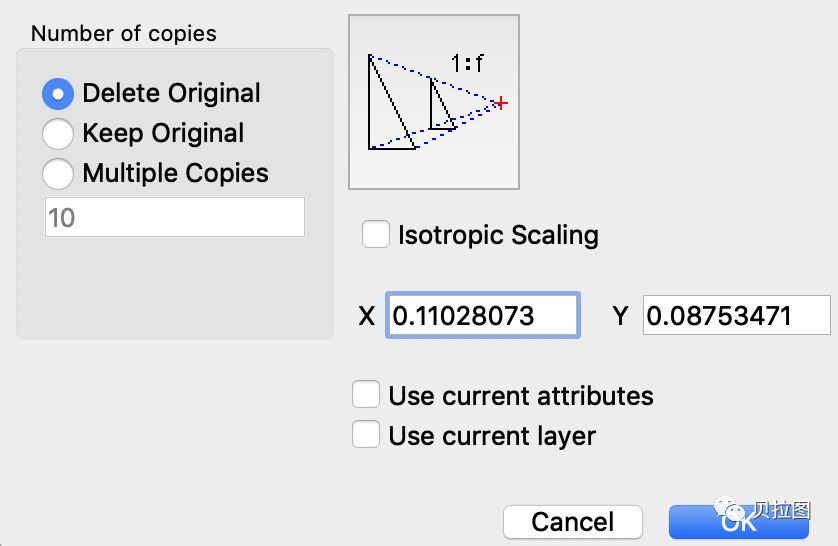 Number of copies
Delete Original
Keep Original
Multiple Copies
10
1:f
Isotropic Scaling
X 0.11028073 Y 0.08753471
Use current attributes
Use current layer
Cancel OK
贝拉图